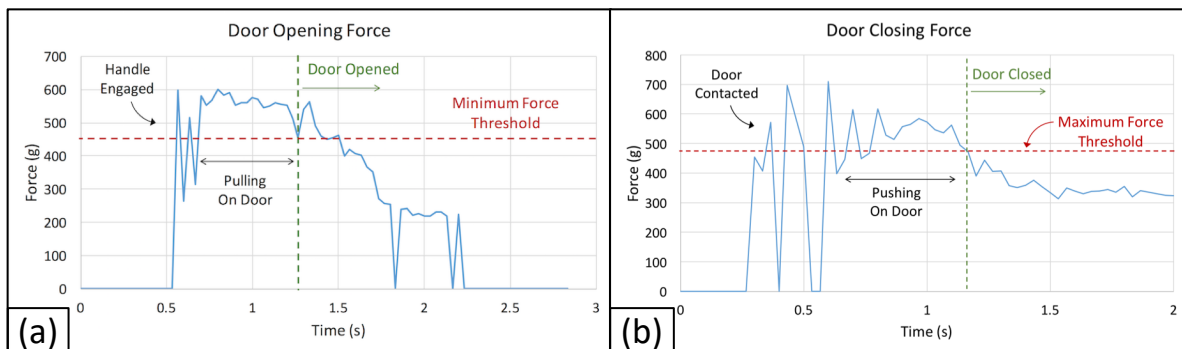 Door Opening Force
700
600
500
400
300
200
100
0
Force (g)
0
0.5
1
1.5
2
2.5
3
Time (s)
Handle
Engaged
Door Opened
Minimum Force
Threshold
Pulling
On Door
(a)
Door Closing Force
800
700
600
500
400
300
200
100
0
Force (g)
0
0.5
1
1.5
2
Time (s)
Door
Contacted
Door Closed
Maximum Force
Threshold
Pushing
On Door
(b)